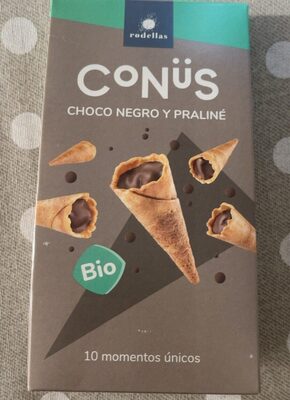 rodellas
CONÜS
CHOCO NEGRO Y PRALINÉ
Bio
10 momentos únicos